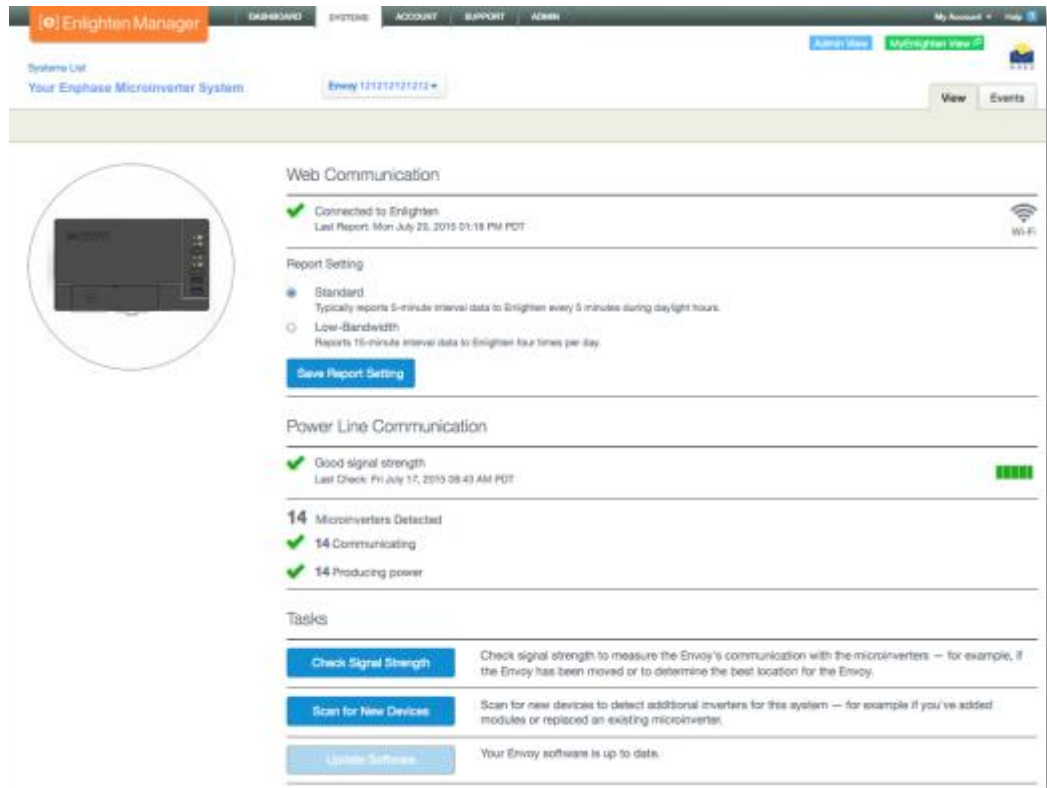 [e] Enlighten Manager
DASHBOARD SYSTEMS ACCOUNT SUPPORT ADMIN
My Account Help ?
Admin View MyEnlighten View
Systems List
Your Enphase Microinverter System
Envoy 121212121212
View Events
Web Communication
Connected to Enlighten
Last Report: Mon July 20, 2015 01:18 PM PDT
Wi-Fi
Report Setting
Standard
Typically reports 5-minute interval data to Enlighten every 5 minutes during daylight hours.
Low-Bandwidth
Reports 15-minute interval data to Enlighten four times per day.
Save Report Setting
Power Line Communication
Good signal strength
Last Check: Fri July 17, 2015 08:43 AM PDT
14 Microinverters Detected
14 Communicating
14 Producing power
Tasks
Check Signal Strength
Check signal strength to measure the Envoy's communication with the microinverters — for example, if
the Envoy has been moved or to determine the best location for the Envoy.
Scan for New Devices
Scan for new devices to detect additional inverters for this system — for example if you've added
modules or replaced an existing microinverter.
Update Software
Your Envoy software is up to date.